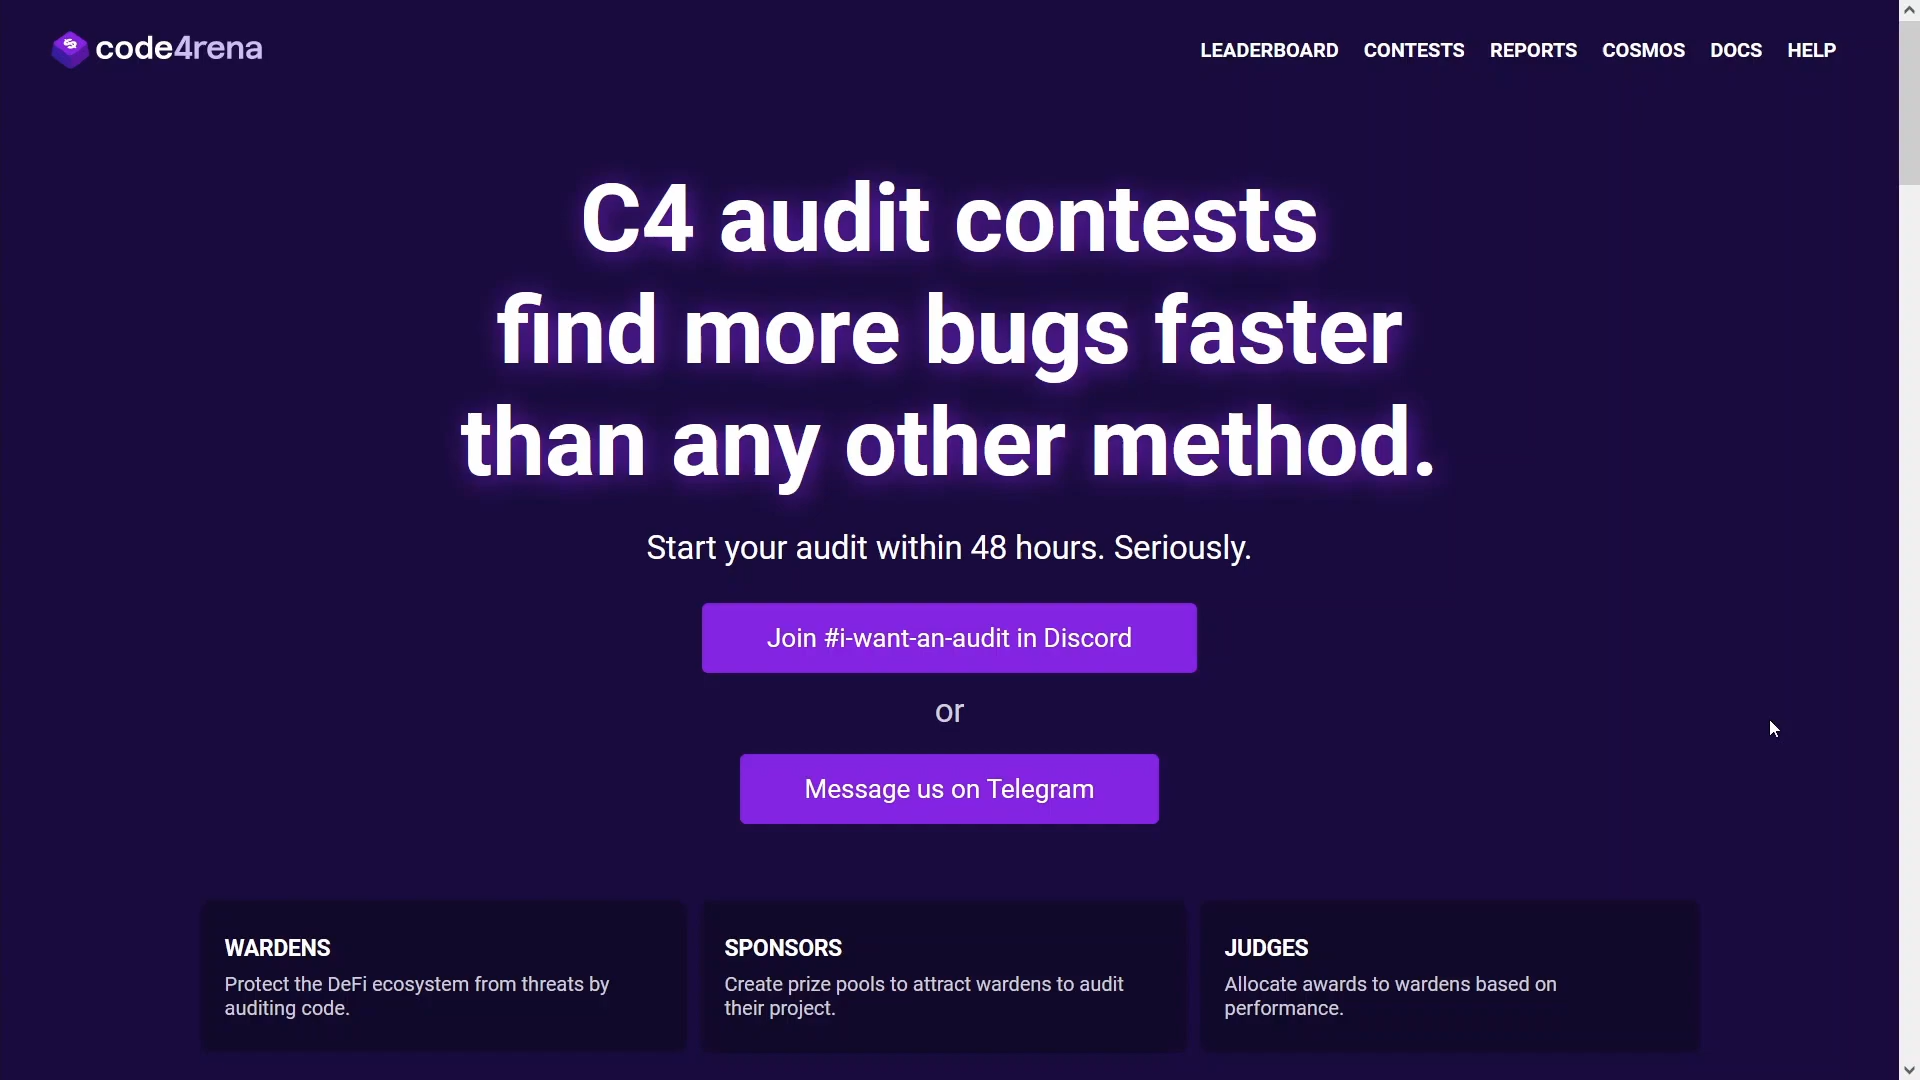 code4rena
LEADERBOARD CONTESTS REPORTS COSMOS DOCS HELP
C4 audit contests
find more bugs faster
than any other method.
Start your audit within 48 hours. Seriously.
Join #i-want-an-audit in Discord
or
Message us on Telegram
WARDENS
Protect the DeFi ecosystem from threats by
auditing code.
SPONSORS
Create prize pools to attract wardens to audit
their project.
JUDGES
Allocate awards to wardens based on
performance.